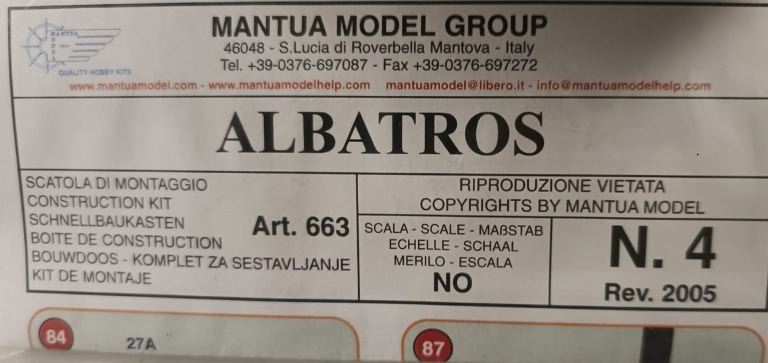 MANTUA MODEL GROUP
46048 - S.Lucia di Roverbella Mantova - Italy
Tel. +39-0376-697087 - Fax +39-0376-697272
MANTUA
MODEL
QUALITY HOBBY KITS
www.mantuamodel.com - www.mantuamodelhelp.com mantuamodel@libero.it - info@mantuamodelhelp.com
ALBATROS
SCATOLA DI MONTAGGIO
CONSTRUCTION KIT
SCHNELLBAUKASTEN
BOITE DE CONSTRUCTION
BOUWDOOS - KOMPLET ZA SESTAVLJANJE
KIT DE MONTAJE
Art. 663
RIPRODUZIONE VIETATA
COPYRIGHTS BY MANTUA MODEL
SCALA - SCALE - MAßSTAB
ECHELLE - SCHAAL
MERILO - ESCALA
NO
N. 4
Rev. 2005
84 27A
87